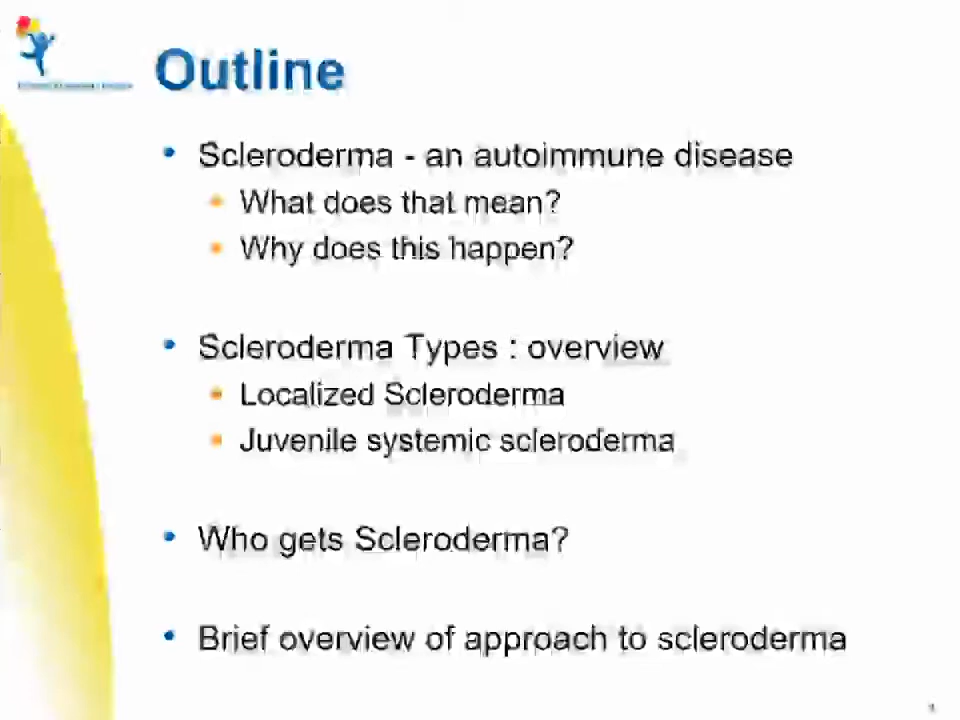 Outline
• Scleroderma - an autoimmune disease
• What does that mean?
• Why does this happen?
• Scleroderma Types : overview
• Localized Scleroderma
• Juvenile systemic scleroderma
• Who gets Scleroderma?
• Brief overview of approach to scleroderma